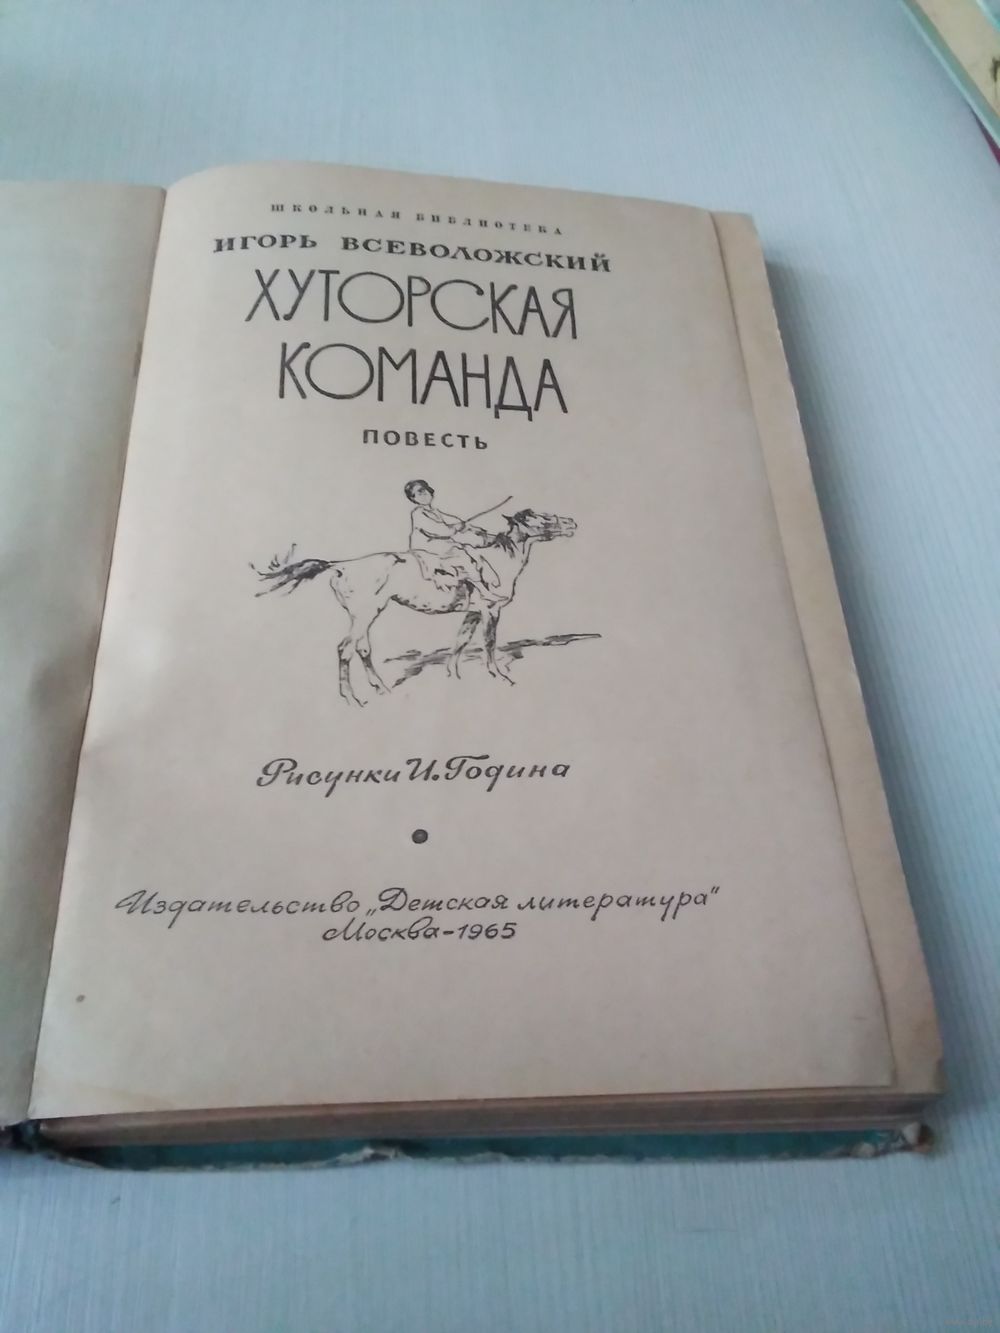 ШКОЛЬНАЯ БИБЛИОТЕКА
ИГОРЬ ВСЕВОЛОЖСКИЙ
ХУТОРСКАЯ
КОМАНДА
ПОВЕСТЬ
Рисунки И. Година
Издательство „Детская литература"
Москва-1965